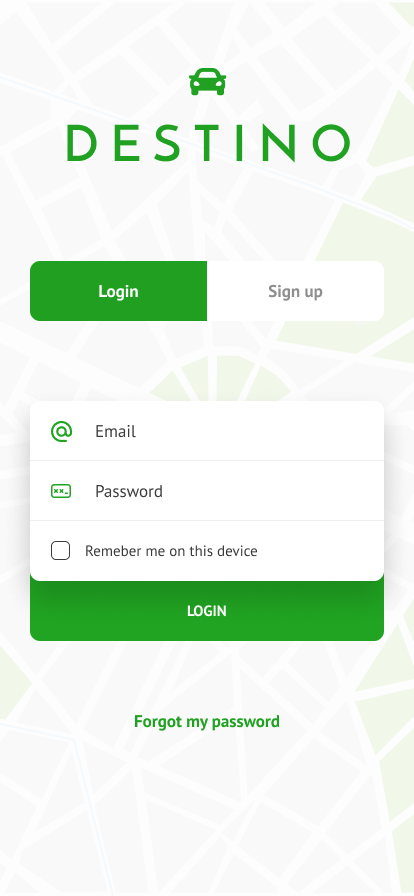 DESTINO
Login
Sign up
Email
Password
Remeber me on this device
LOGIN
Forgot my password